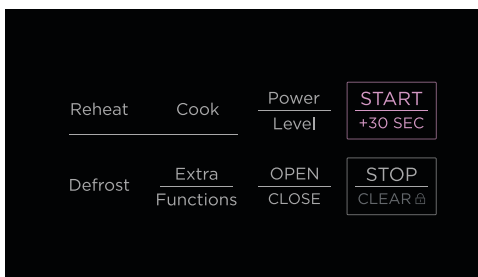 Reheat
Cook
Power
Level
START
+30 SEC
Defrost
Extra
Functions
OPEN
CLOSE
STOP
CLEAR